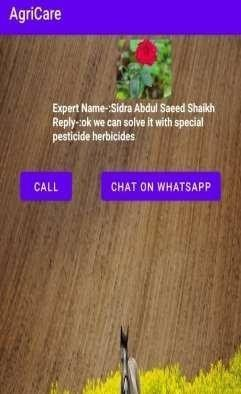 AgriCare
Expert Name-:Sidra Abdul Saeed Shaikh
Reply-:ok we can solve it with special
pesticide herbicides
CALL
CHAT ON WHATSAPP